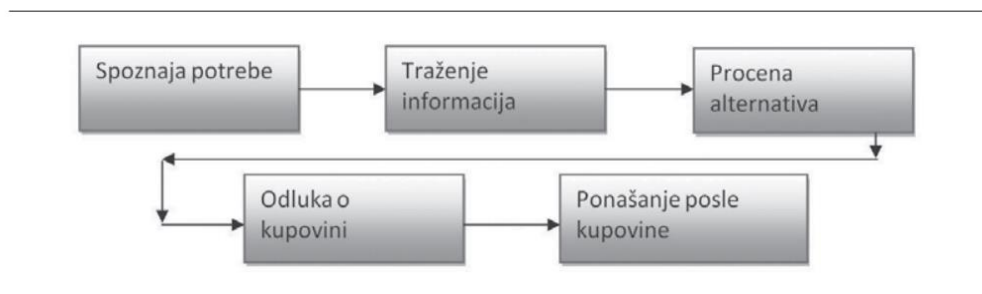 Spoznaja potrebe
Traženje
informacija
Procena
alternativa
Odluka o
kupovini
Ponašanje posle
kupovine